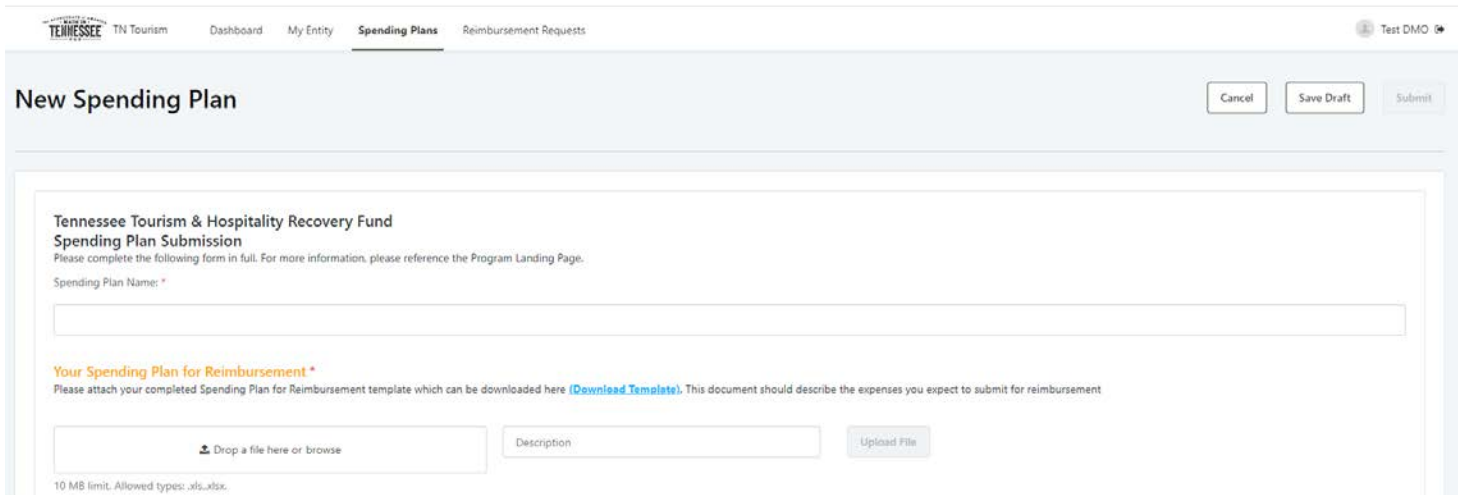 MADE IN
TENNESSEE
TN Tourism Dashboard My Entity Spending Plans Reimbursement Requests Test DMO
New Spending Plan Cancel Save Draft Submit
Tennessee Tourism & Hospitality Recovery Fund
Spending Plan Submission
Please complete the following form in full. For more information, please reference the Program Landing Page.
Spending Plan Name: *
Your Spending Plan for Reimbursement *
Please attach your completed Spending Plan for Reimbursement template which can be downloaded here (Download Template). This document should describe the expenses you expect to submit for reimbursement
Drop a file here or browse Description Upload File
10 MB limit. Allowed types: .xls,.xlsx.